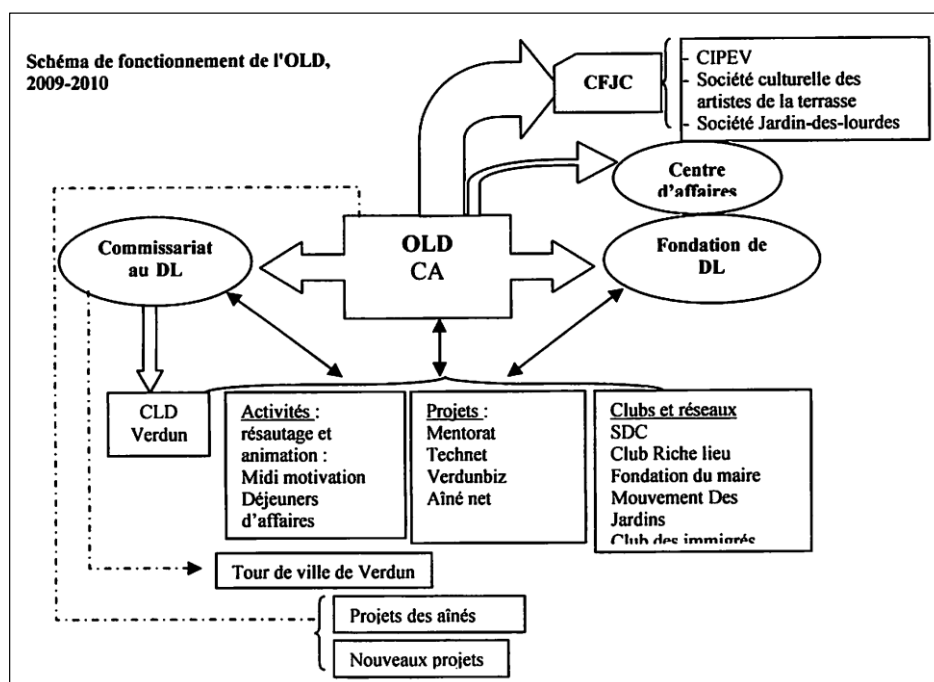 Schéma de fonctionnement de l'OLD,
2009-2010
CFJC
- CIPEV
- Société culturelle des
artistes de la terrasse
- Société Jardin-des-lourdes
Centre
d'affaires
Commissariat
au DL
OLD
CA
Fondation de
DL
CLD
Verdun
Activités :
résautage et
animation :
Midi motivation
Déjeuners
d'affaires
Projets :
Mentorat
Technet
Verdunbiz
Aîné net
Clubs et réseaux
SDC
Club Riche lieu
Fondation du maire
Mouvement Des
Jardins
Club des immigrés
Tour de ville de Verdun
Projets des aînés
Nouveaux projets